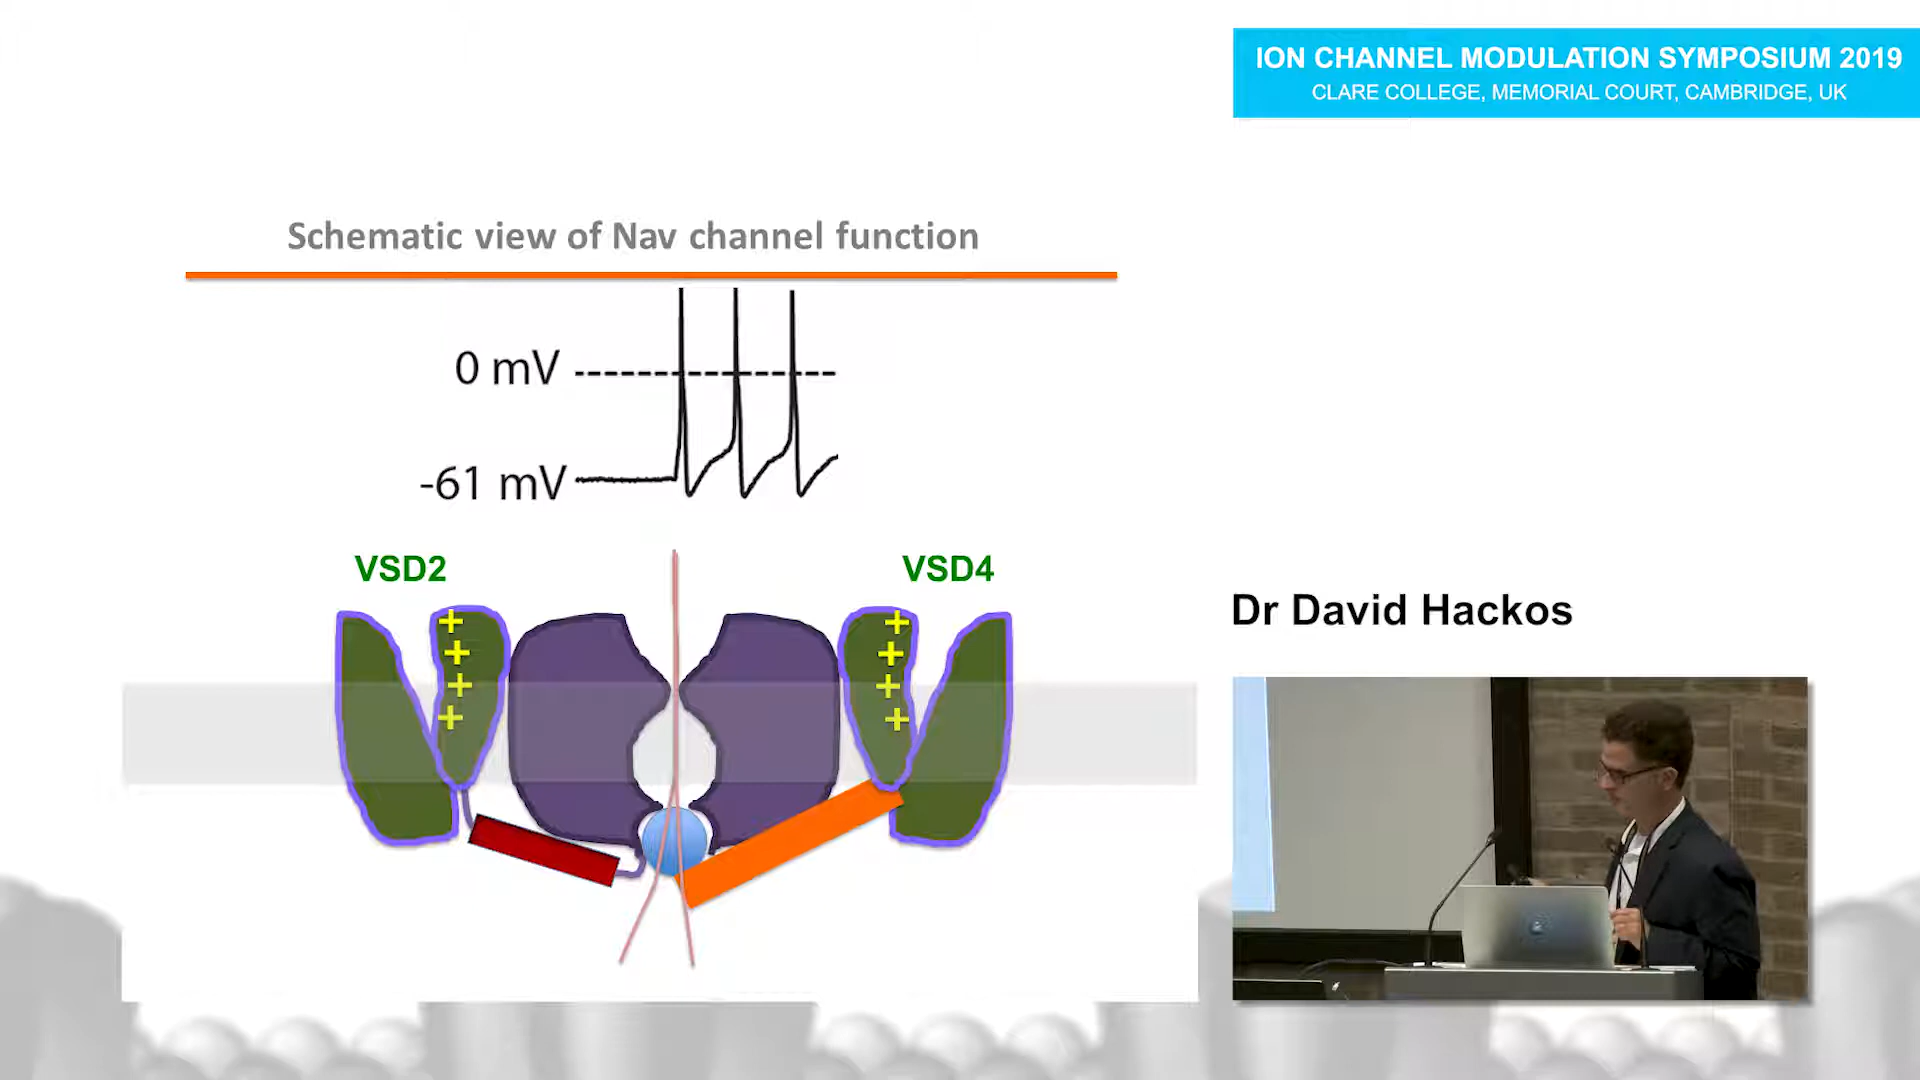 ION CHANNEL MODULATION SYMPOSIUM 2019
CLARE COLLEGE, MEMORIAL COURT, CAMBRIDGE, UK
Schematic view of Nav channel function
0 mV
-61 mV
VSD2
VSD4
+ +
+ +
+ +
+ +
Dr David Hackos